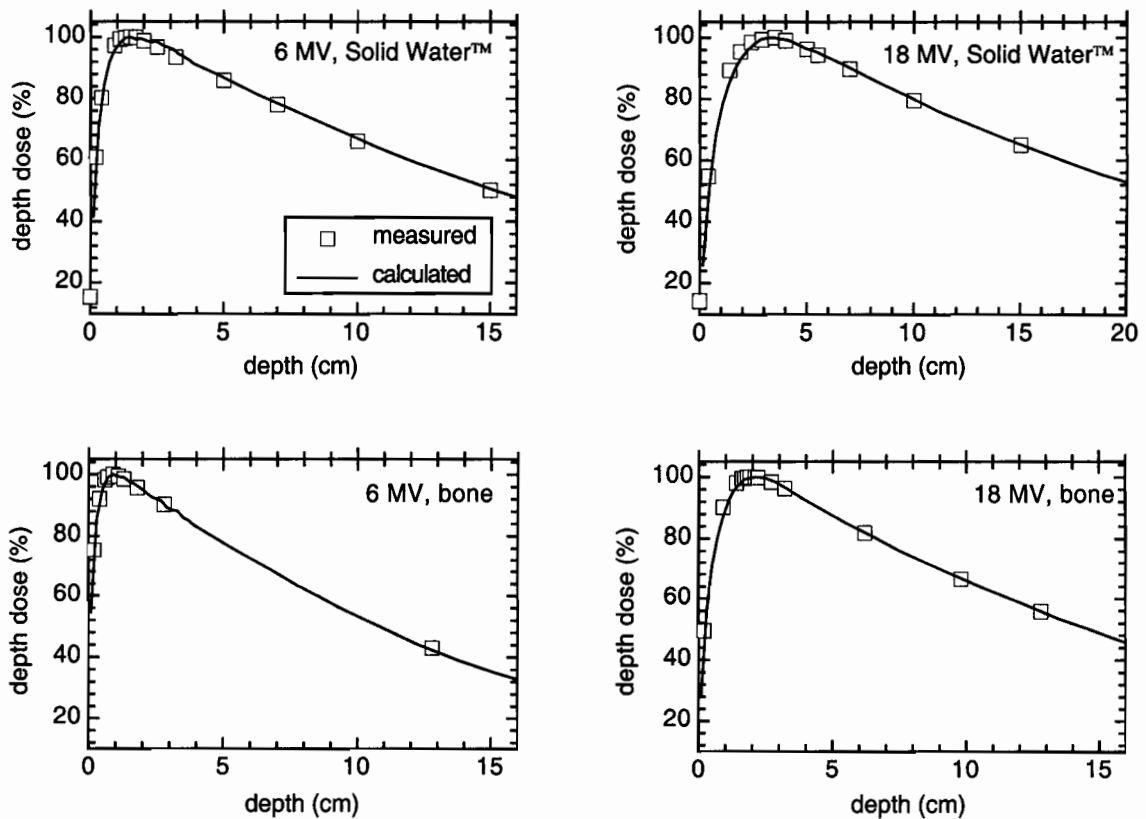 6 MV, Solid Water™
depth dose (%)
100
80
60
40
20
measured
calculated
0 5 10 15
depth (cm)
18 MV, Solid Water™
depth dose (%)
100
80
60
40
20
0 5 10 15 20
depth (cm)
6 MV, bone
depth dose (%)
100
80
60
40
20
0 5 10 15
depth (cm)
18 MV, bone
depth dose (%)
100
80
60
40
20
0 5 10 15
depth (cm)